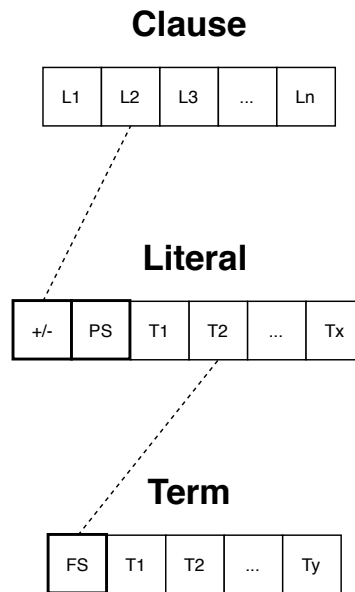 Clause
L1 L2 L3 ... Ln
Literal
+/- PS T1 T2 ... Tx
Term
FS T1 T2 ... Ty